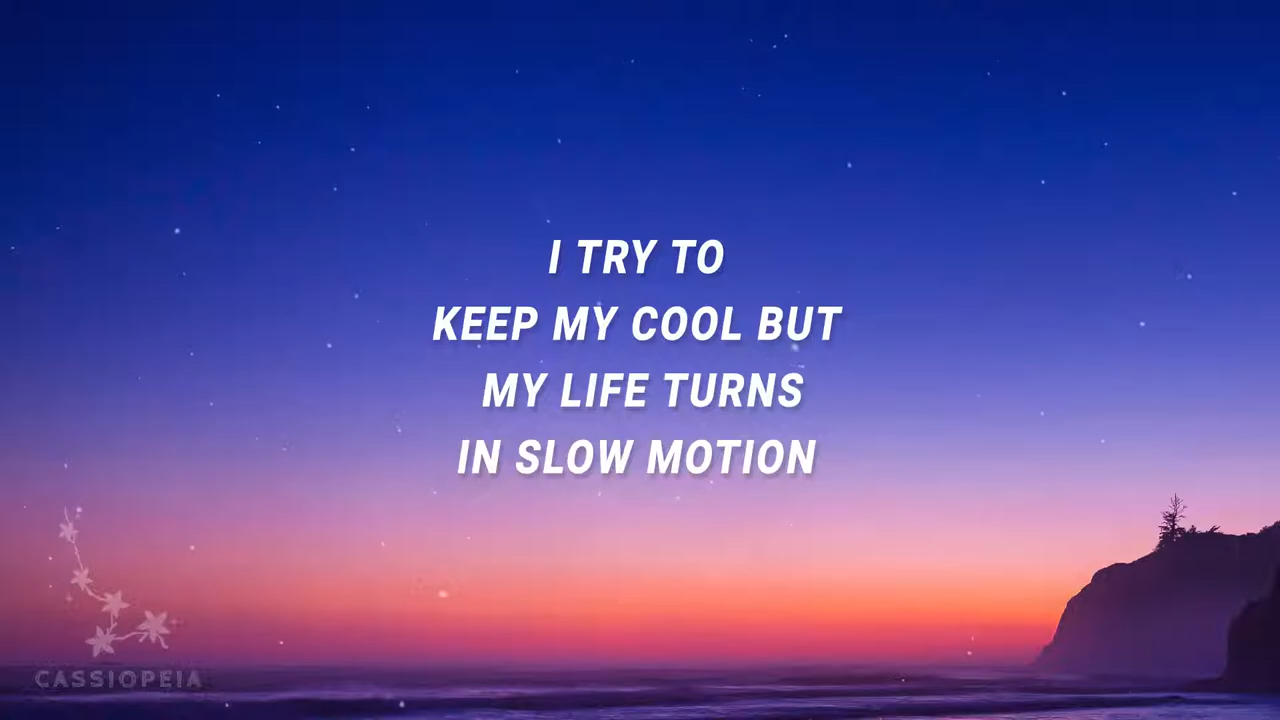 I TRY TO
KEEP MY COOL BUT
MY LIFE TURNS
IN SLOW MOTION
CASSIOPEIA